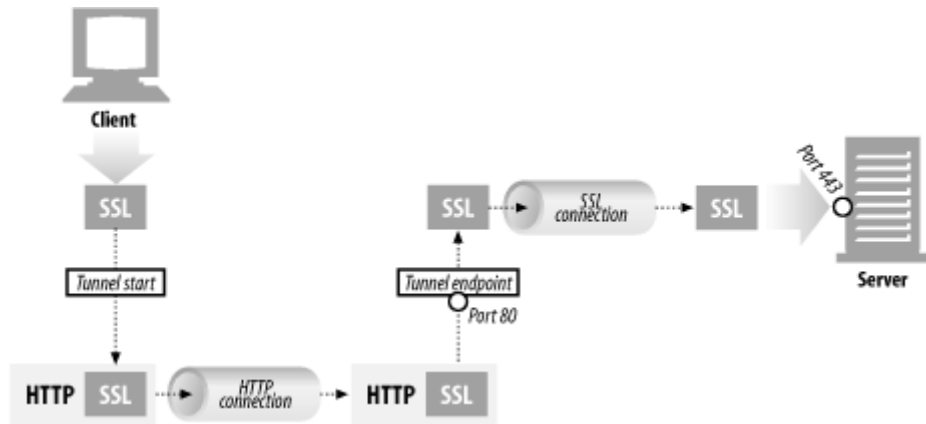 Client
SSL
Tunnel start
HTTP SSL
HTTP
connection
HTTP SSL
Port 80
Tunnel endpoint
SSL
SSL
connection
SSL
Port 443
Server